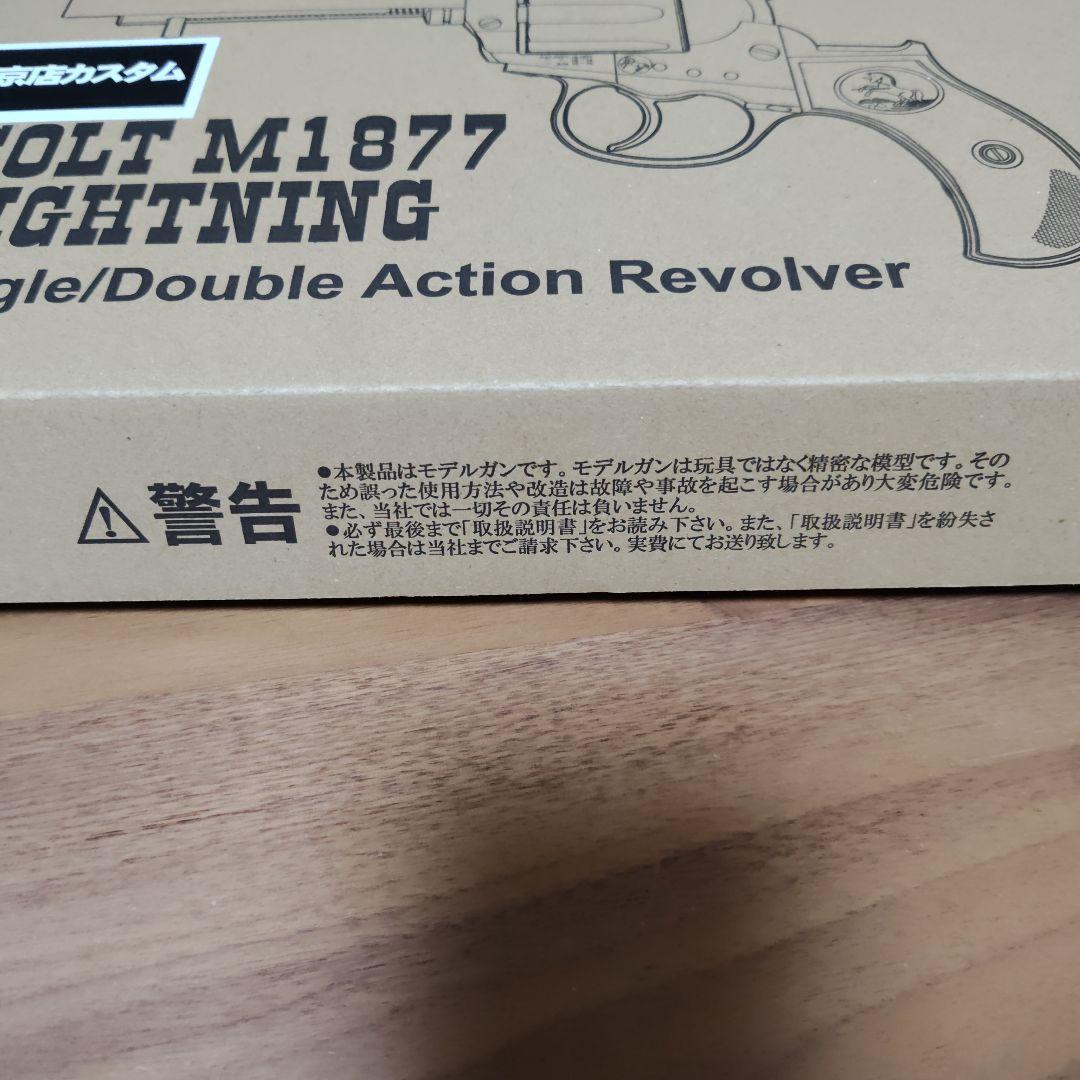 京店カスタム
COLT M1877
IGHTNING
gle/Double Action Revolver
警告
●本製品はモデルガンです。モデルガンは玩具ではなく精密な模型です。その
ため誤った使用方法や改造は故障や事故を起こす場合があり大変危険です。
また、当社では一切その責任は負いません。
●必ず最後まで「取扱説明書」をお読み下さい。また、「取扱説明書」を紛失さ
れた場合は当社までご請求下さい。実費にてお送り致します。